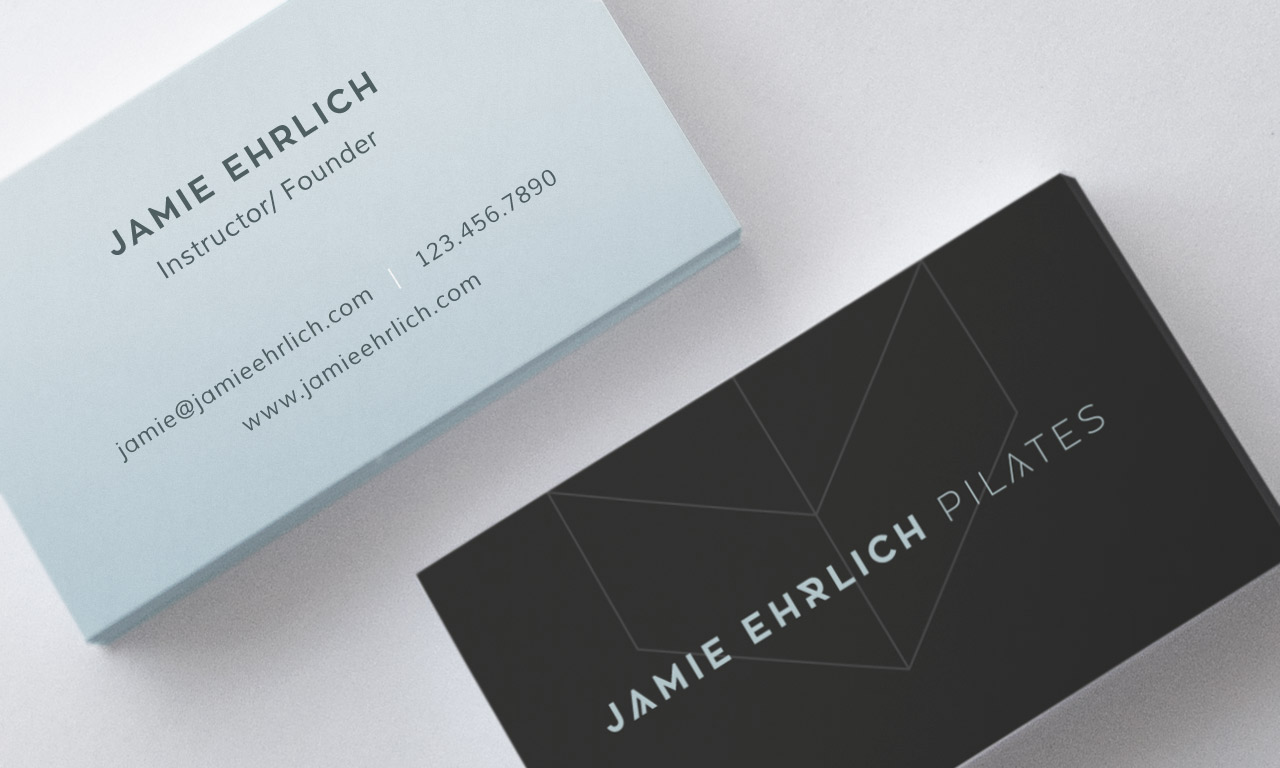 JAMIE EHRLICH
Instructor/ Founder
jamie@jamieehrlich.com | 123.456.7890
www.jamieehrlich.com
JAMIE EHRLICH PILATES